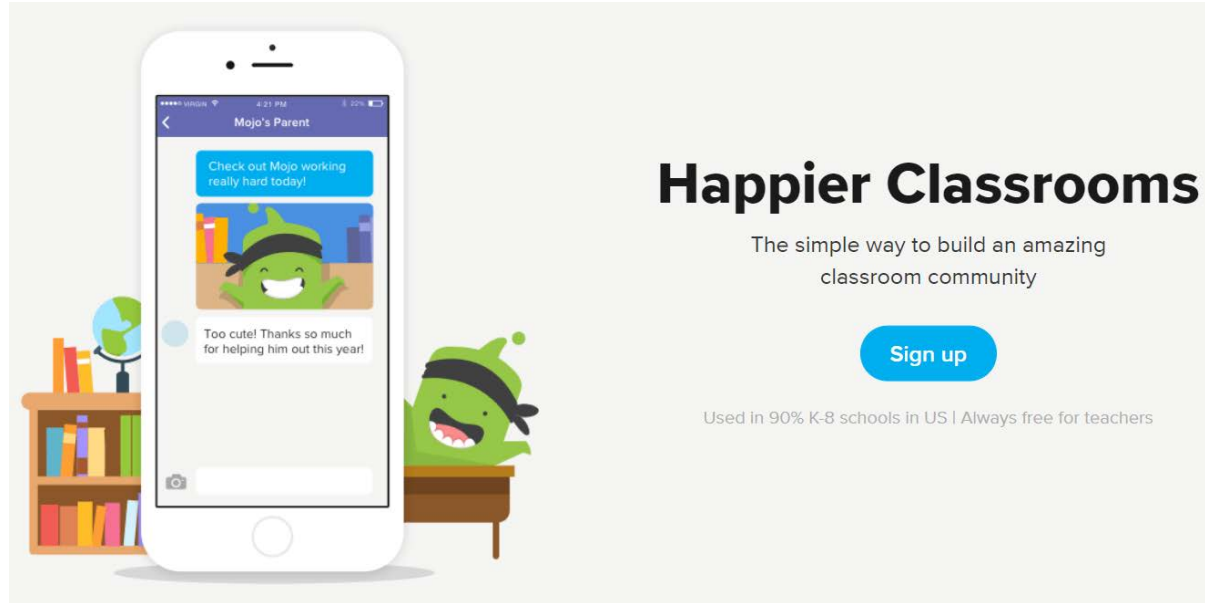 VIRGIN 4:21 PM 22%
Mojo's Parent
Check out Mojo working
really hard today!
Too cute! Thanks so much
for helping him out this year!
Happier Classrooms
The simple way to build an amazing
classroom community
Sign up
Used in 90% K-8 schools in US | Always free for teachers